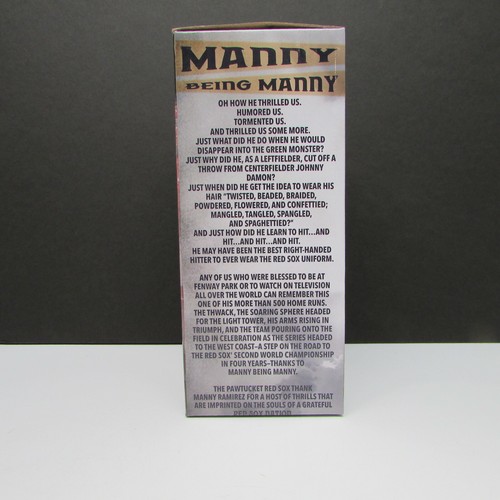 MANNY
BEING MANNY
OH HOW HE THRILLED US.
HUMORED US.
TORMENTED US.
AND THRILLED US SOME MORE.
JUST WHAT DID HE DO WHEN HE WOULD
DISAPPEAR INTO THE GREEN MONSTER?
JUST WHY DID HE, AS A LEFTFIELDER, CUT OFF A
THROW FROM CENTERFIELDER JOHNNY
DAMON?
JUST WHEN DID HE GET THE IDEA TO WEAR HIS
HAIR "TWISTED, BEADED, BRAIDED,
POWDERED, FLOWERED, AND CONFETTIED;
MANGLED, TANGLED, SPANGLED,
AND SPAGHETTIED?"
AND JUST HOW DID HE LEARN TO HIT...AND
HIT...AND HIT...AND HIT.
HE MAY HAVE BEEN THE BEST RIGHT-HANDED
HITTER TO EVER WEAR THE RED SOX UNIFORM.
ANY OF US WHO WERE BLESSED TO BE AT
FENWAY PARK OR TO WATCH ON TELEVISION
ALL OVER THE WORLD CAN REMEMBER THIS
ONE OF HIS MORE THAN 500 HOME RUNS.
THE THWACK, THE SOARING SPHERE HEADED
FOR THE LIGHT TOWER, HIS ARMS RISING IN
TRIUMPH, AND THE TEAM POURING ONTO THE
FIELD IN CELEBRATION AS THE SERIES HEADED
TO THE WEST COAST–A STEP ON THE ROAD TO
THE RED SOX' SECOND WORLD CHAMPIONSHIP
IN FOUR YEARS–THANKS TO
MANNY BEING MANNY.
THE PAWTUCKET RED SOX THANK
MANNY RAMIREZ FOR A HOST OF THRILLS THAT
ARE IMPRINTED ON THE SOULS OF A GRATEFUL
RED SOX NATION